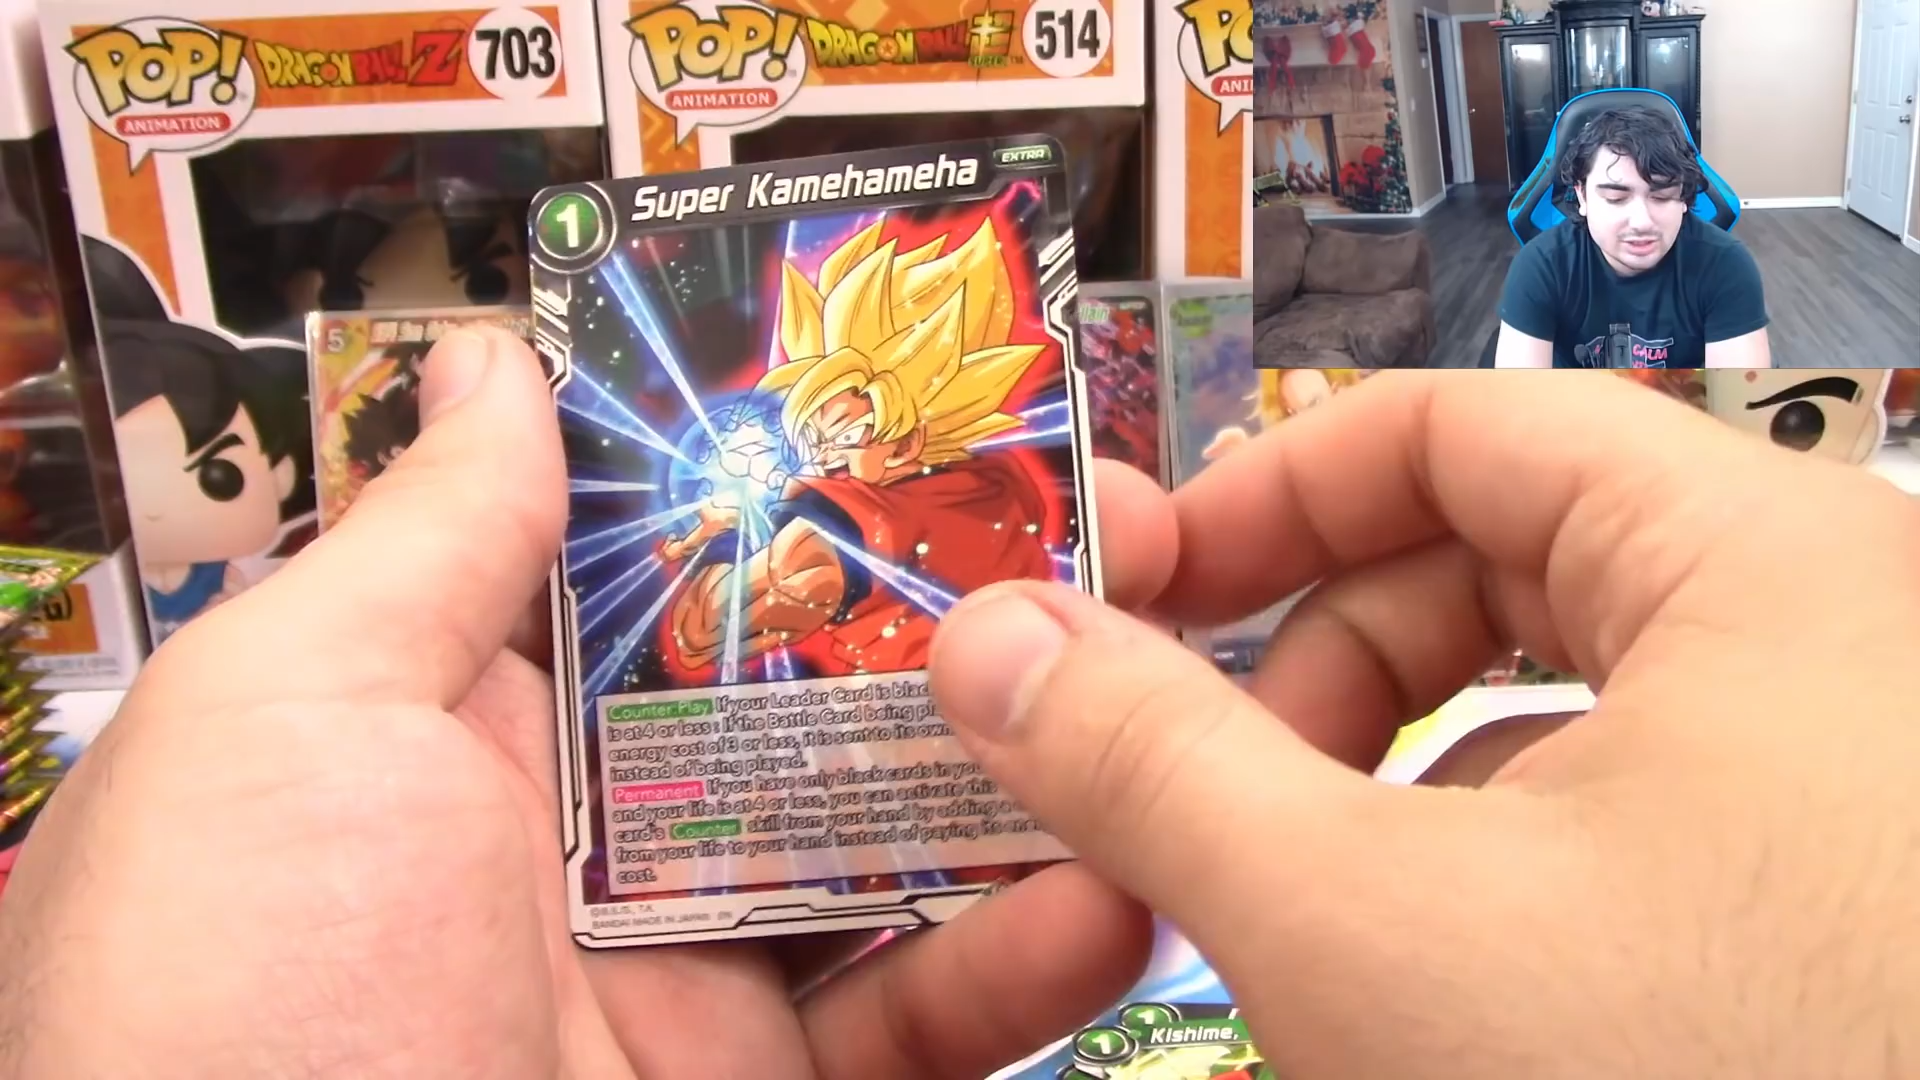 POP!
DRAGON BALL Z
703
ANIMATION
POP!
DRAGON BALL
SUPER
514
ANIMATION
1
Super Kamehameha
EXTRA
5
Counter: Play If your Leader Card is
is at 4 or less : If the Battle Card being
energy cost of 3 or less, it is sent to its own
instead of being played.
Permanent If you have only black cards in
and your life is at 4 or less, you can activate this
card's Counter skill from your hand by adding a
from your life to your hand instead of paying its
cost.
BANDAI MADE IN JAPAN
CALM
1
1
Kishime,